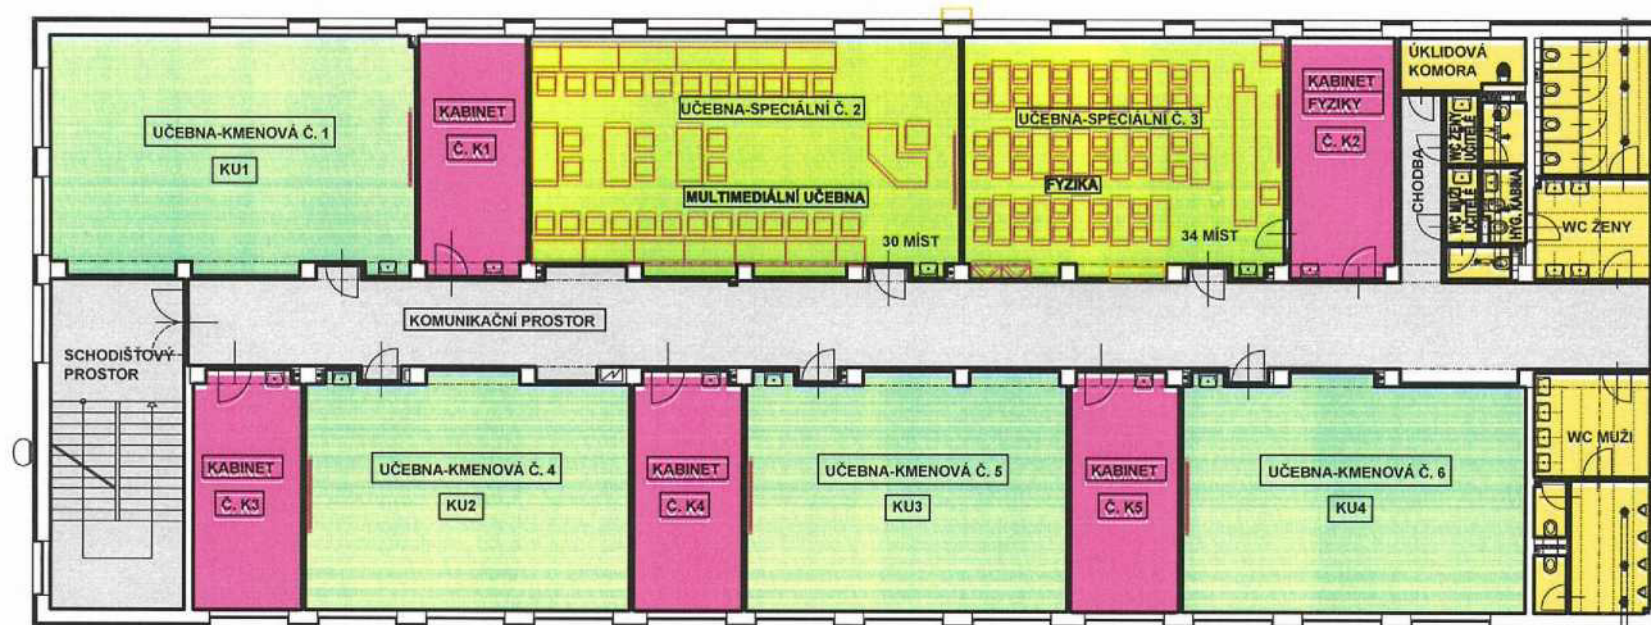 UČEBNA-KMENOVÁ Č. 1
KU1
KABINET
Č. K1
UČEBNA-SPECIÁLNÍ Č. 2
MULTIMEDIÁLNÍ UČEBNA
30 MÍST
UČEBNA-SPECIÁLNÍ Č. 3
FYZIKA
34 MÍST
KABINET
FYZIKY
Č. K2
ÚKLIDOVÁ
KOMORA
CHODBA
WC ŽENY
UČITELÉ
WC MUŽI
UČITELÉ
HYG. KABINA
WC ŽENY
KOMUNIKAČNÍ PROSTOR
SCHODIŠŤOVÝ
PROSTOR
KABINET
Č. K3
UČEBNA-KMENOVÁ Č. 4
KU2
KABINET
Č. K4
UČEBNA-KMENOVÁ Č. 5
KU3
KABINET
Č. K5
UČEBNA-KMENOVÁ Č. 6
KU4
WC MUŽI